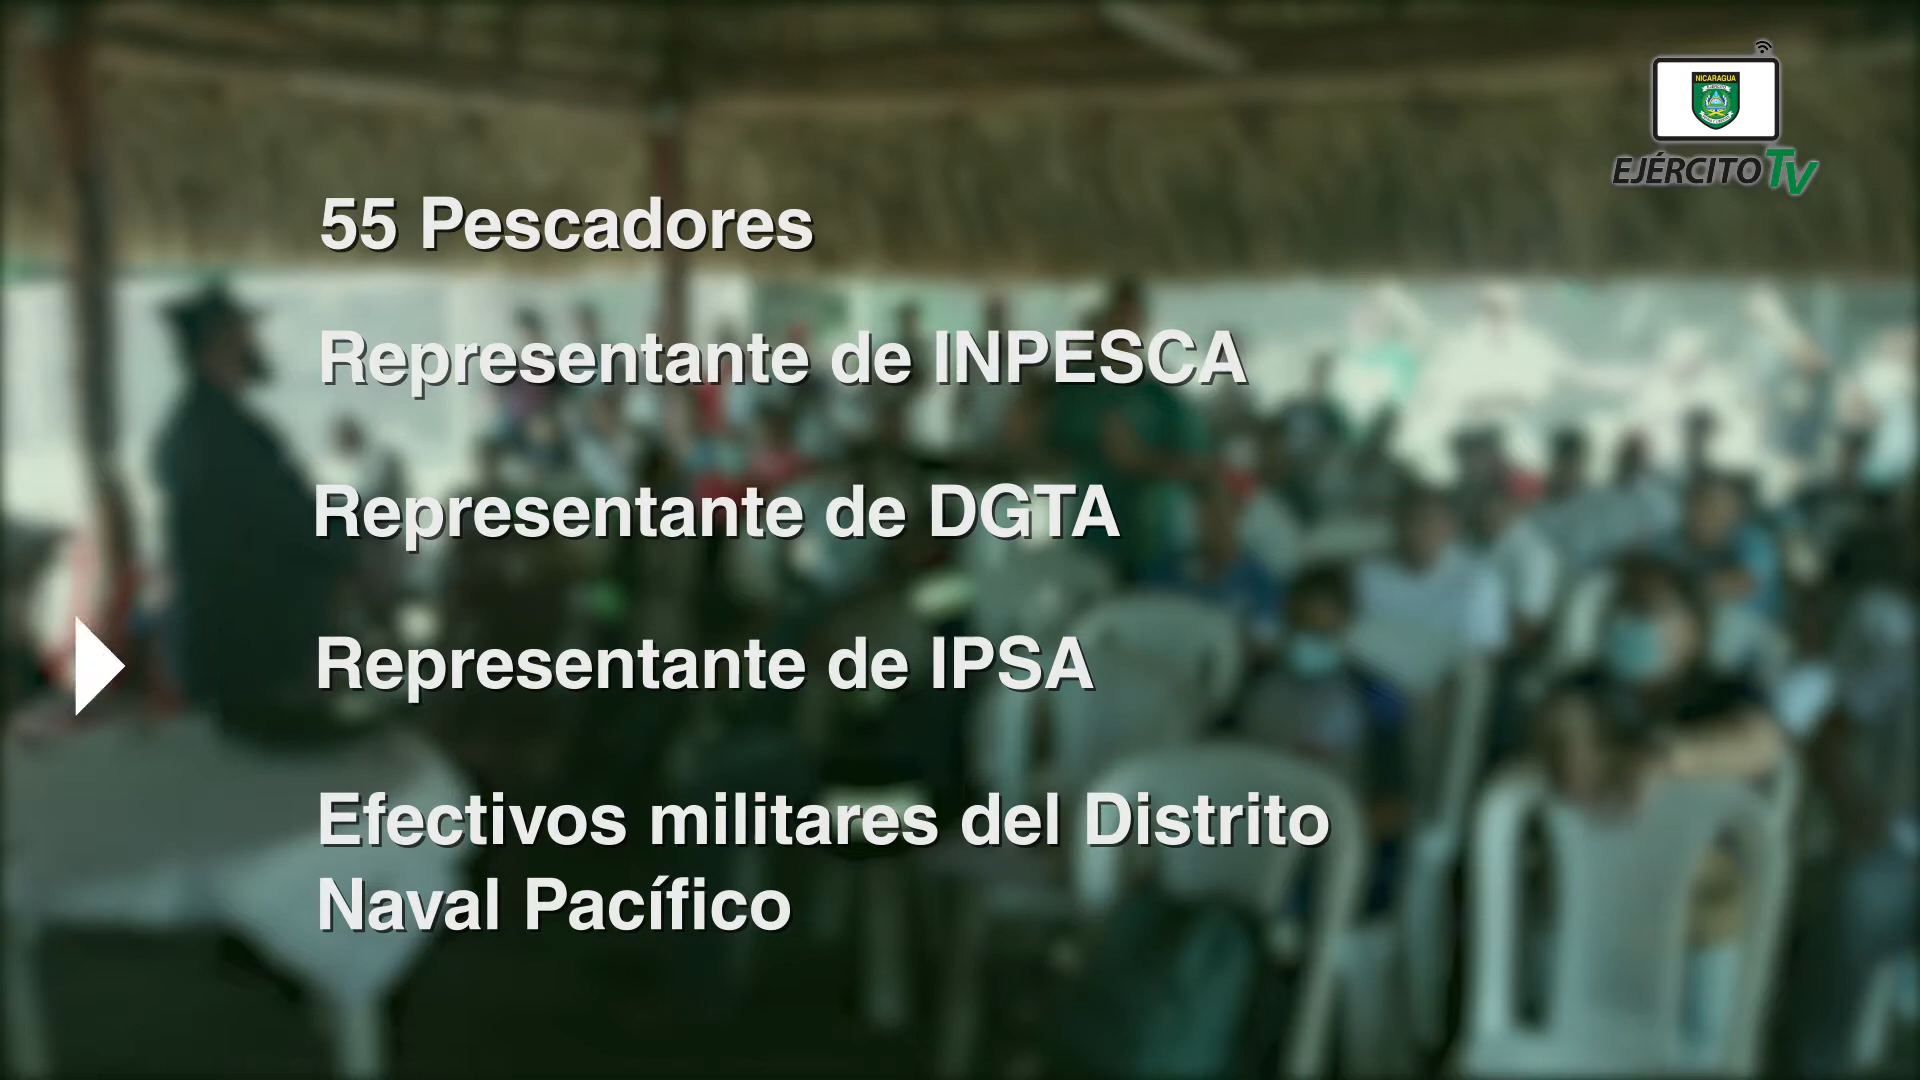 NICARAGUA
EJÉRCITO TV
55 Pescadores
Representante de INPESCA
Representante de DGTA
Representante de IPSA
Efectivos militares del Distrito
Naval Pacífico